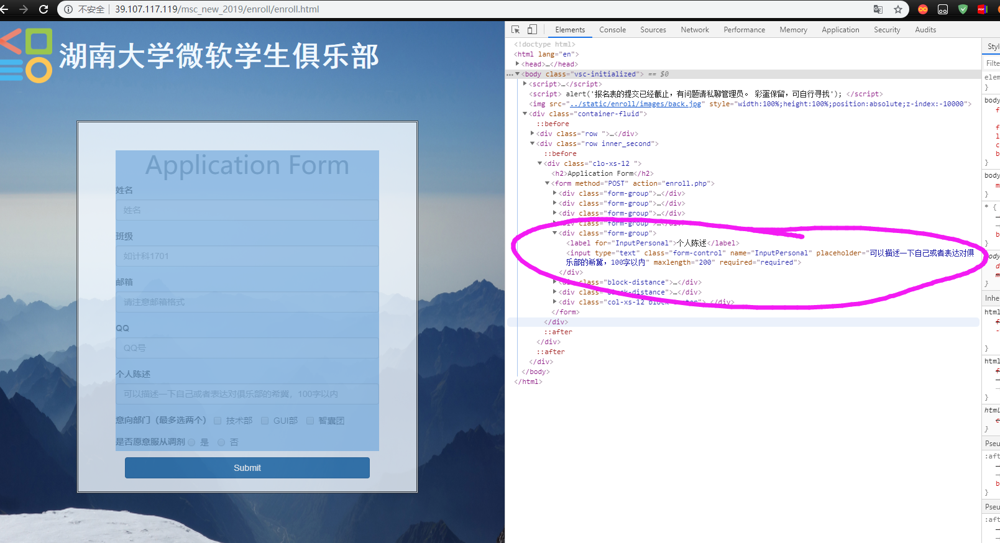 不安全 39.107.117.119/msc_new_2019/enroll/enroll.html
湖南大学微软学生俱乐部
Application Form
姓名
姓名
班级
如计科1701
邮箱
请注意邮箱格式
QQ
QQ号
个人陈述
可以描述一下自己或者表达对俱乐部的希冀，100字以内
意向部门（最多选两个） 技术部 GUI部 智囊团
是否愿意服从调剂 是 否
Submit
Elements Console Sources Network Performance Memory Application Security Audits
<!doctype html>
<html lang="en">
<head>…</head>
<body class="vsc-initialized"> == $0
<script>…</script>
<script> alert('报名表的提交已经截止，有问题请私聊管理员。 彩蛋保留，可自行寻找'); </script>
<img src="../static/enroll/images/back.jpg" style="width:100%;height:100%;position:absolute;z-index:-10000">
<div class="container-fluid">
::before
<div class="row ">…</div>
<div class="row inner_second">
::before
<div class="clo-xs-12 ">
<h2>Application Form</h2>
<form method="POST" action="enroll.php">
<div class="form-group">…</div>
<div class="form-group">…</div>
<div class="form-group">…</div>
<div class="form-group">…</div>
<div class="form-group">
<label for="InputPersonal">个人陈述</label>
<input type="text" class="form-control" name="InputPersonal" placeholder="可以描述一下自己或者表达对俱
乐部的希冀，100字以内" maxlength="200" required="required">
</div>
<div class="block-distance">…</div>
<div class="block-distance">…</div>
<div class="col-xs-12 block-center">…</div>
</form>
</div>
::after
</div>
::after
</div>
</body>
</html>
Styl
Filte
elem
}
body
f
f
l
c
b
}
body
m
}
* {
b
}
body
d
m
}
Inhe
html
f
}
html
f
}
html
}
Pseu
:aft
b
}
Pseu
:aft